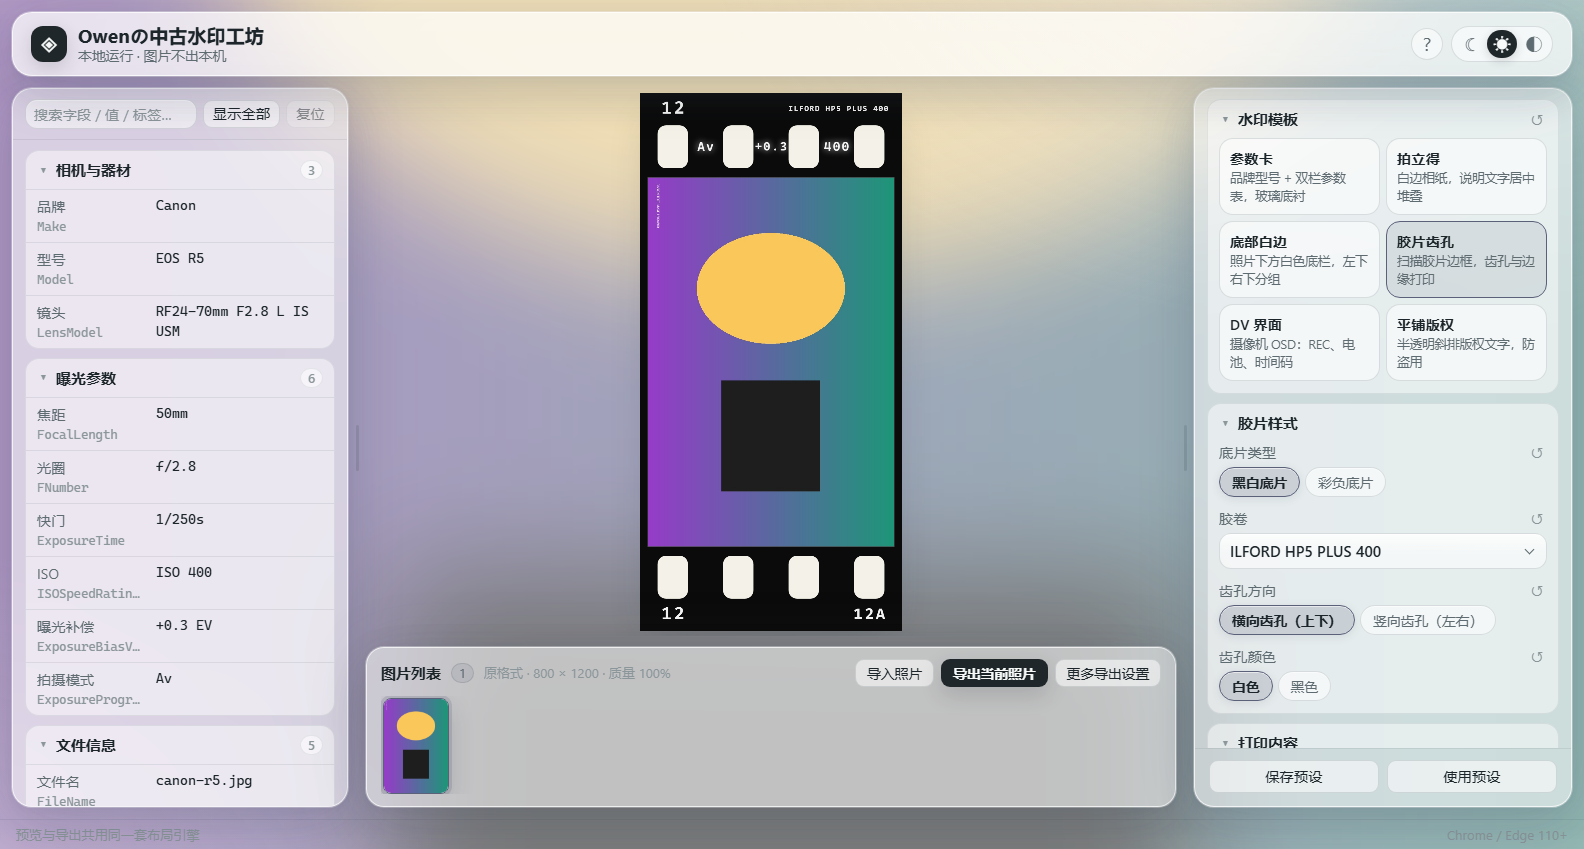 Owenの中古水印工坊
本地运行 · 图片不出本机
?
搜索字段 / 值 / 标签...
显示全部
复位
相机与器材
3
品牌
Canon
Make
型号
EOS R5
Model
镜头
RF24-70mm F2.8 L IS
USM
LensModel
曝光参数
6
焦距
50mm
FocalLength
光圈
f/2.8
FNumber
快门
1/250s
ExposureTime
ISO
ISO 400
ISOSpeedRatin…
曝光补偿
+0.3 EV
ExposureBiasV…
拍摄模式
Av
ExposureProgr…
文件信息
5
文件名
canon-r5.jpg
FileName
12
ILFORD HP5 PLUS 400
Av
+0.3
400
12
12A
图片列表
1
原格式 · 800 × 1200 · 质量 100%
导入照片
导出当前照片
更多导出设置
水印模板
参数卡
品牌型号 + 双栏参数
表，玻璃底衬
拍立得
白边相纸，说明文字居中
堆叠
底部白边
照片下方白色底栏，左下
右下分组
胶片齿孔
扫描胶片边框，齿孔与边
缘打印
DV 界面
摄像机 OSD：REC、电
池、时间码
平铺版权
半透明斜排版权文字，防
盗用
胶片样式
底片类型
黑白底片
彩负底片
胶卷
ILFORD HP5 PLUS 400
齿孔方向
横向齿孔（上下）
竖向齿孔（左右）
齿孔颜色
白色
黑色
打印内容
保存预设
使用预设
预览与导出共用同一套布局引擎
Chrome / Edge 110+